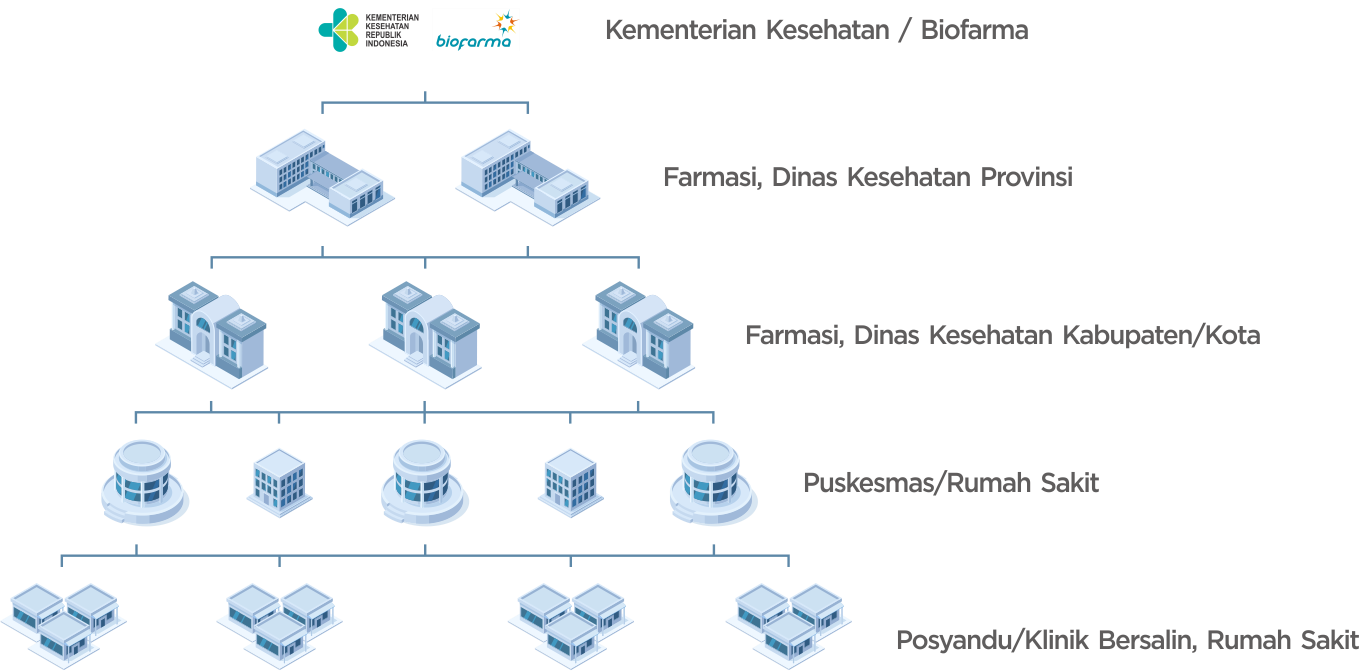 KEMENTERIAN
KESEHATAN
REPUBLIK
INDONESIA
biofarma
Kementerian Kesehatan / Biofarma
Farmasi, Dinas Kesehatan Provinsi
Farmasi, Dinas Kesehatan Kabupaten/Kota
Puskesmas/Rumah Sakit
Posyandu/Klinik Bersalin, Rumah Sakit